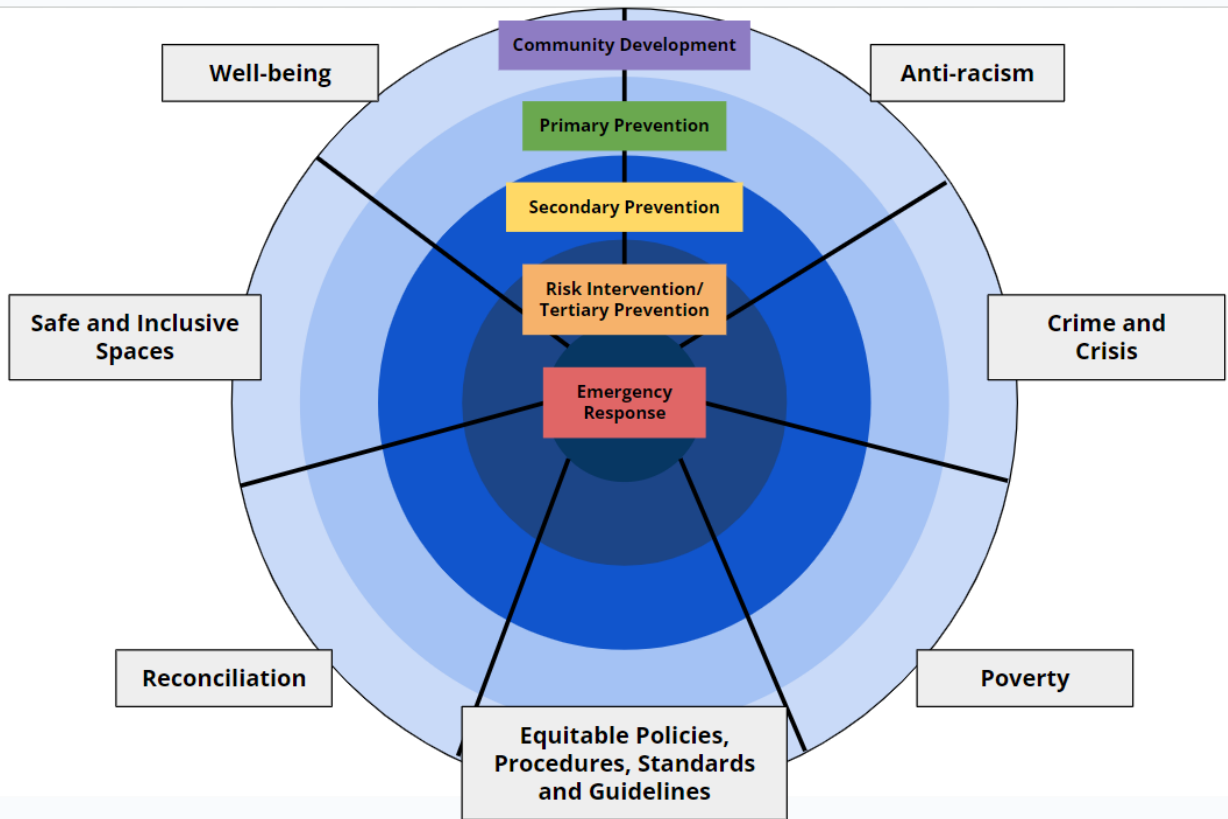 Community Development
Well-being
Anti-racism
Primary Prevention
Secondary Prevention
Risk Intervention/
Tertiary Prevention
Safe and Inclusive
Spaces
Crime and
Crisis
Emergency
Response
Reconciliation
Poverty
Equitable Policies,
Procedures, Standards
and Guidelines